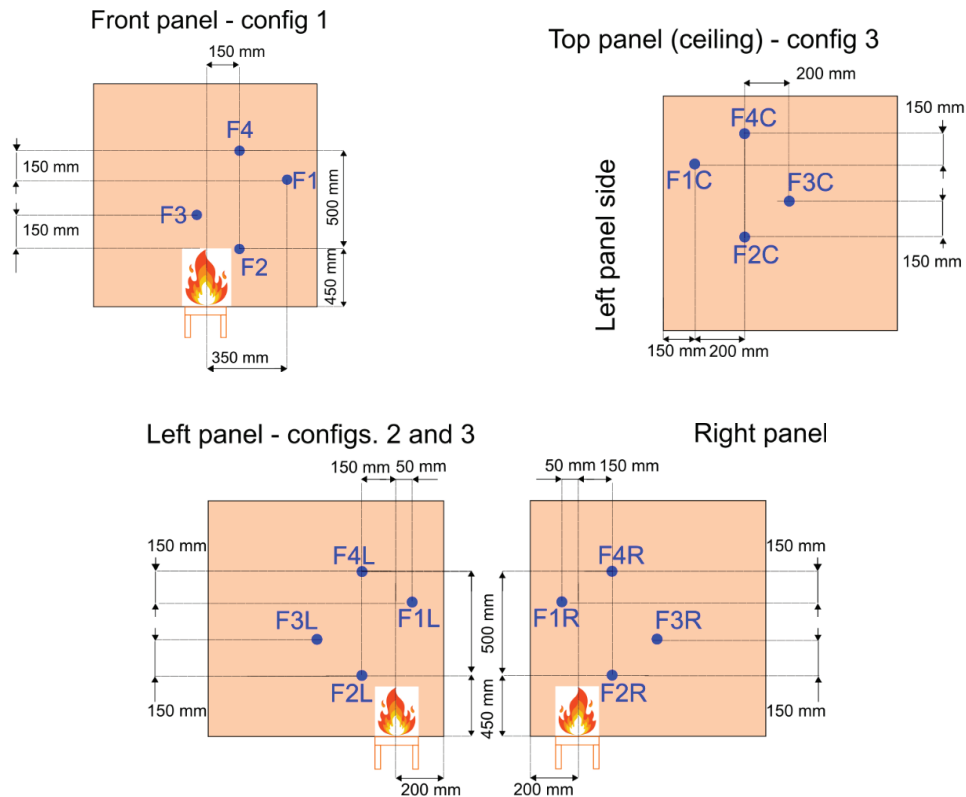 Front panel - config 1
150 mm
F4
150 mm
F1
500 mm
F3
150 mm
F2
450 mm
350 mm
Top panel (ceiling) - config 3
200 mm
150 mm
F4C
F1C
F3C
Left panel side
F2C
150 mm
150 mm
200 mm
Left panel - configs. 2 and 3
150 mm
50 mm
150 mm
F4L
F1L
500 mm
F3L
F2L
150 mm
450 mm
200 mm
Right panel
50 mm
150 mm
F4R
150 mm
F1R
F3R
F2R
150 mm
200 mm